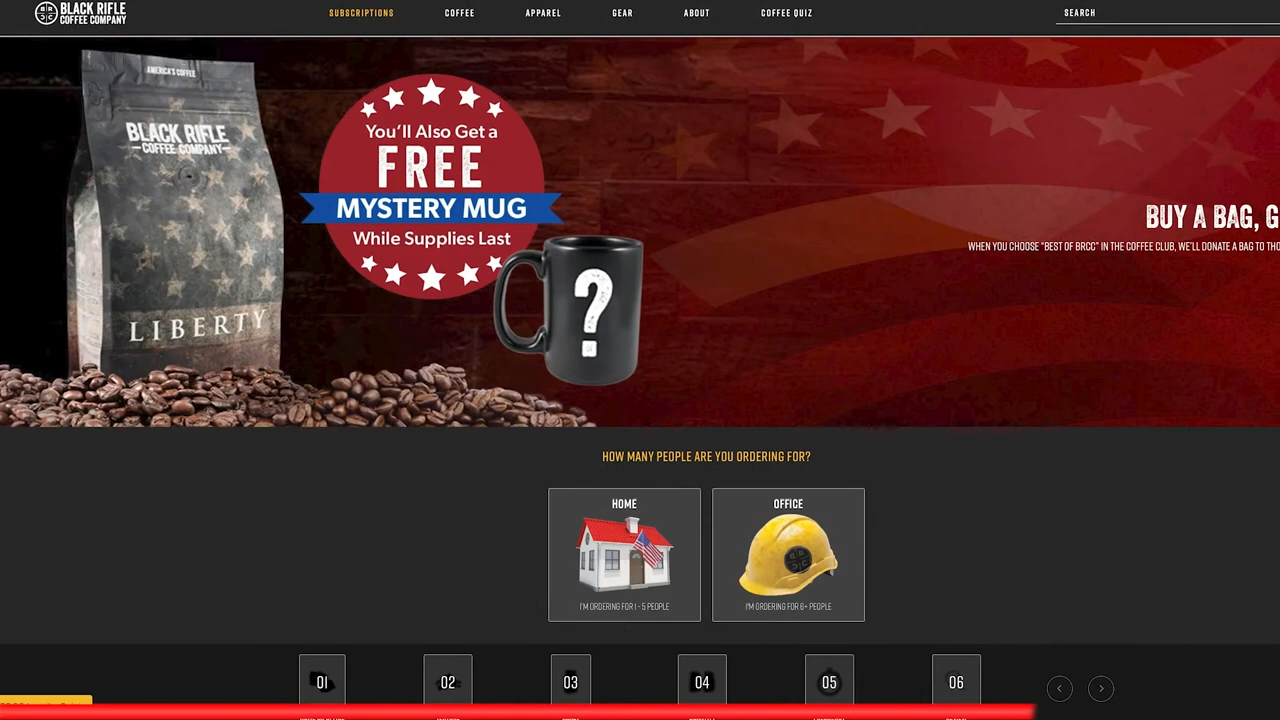 BLACK RIFLE
COFFEE COMPANY
SUBSCRIPTIONS
COFFEE
APPAREL
GEAR
ABOUT
COFFEE QUIZ
SEARCH
AMERICA'S COFFEE
BLACK RIFLE
COFFEE COMPANY
LIBERTY
You'll Also Get a
FREE
MYSTERY MUG
While Supplies Last
?
BUY A BAG, G
WHEN YOU CHOOSE "BEST OF BRCC" IN THE COFFEE CLUB, WE'LL DONATE A BAG TO THO
HOW MANY PEOPLE ARE YOU ORDERING FOR?
HOME
I'M ORDERING FOR 1 - 5 PEOPLE
OFFICE
I'M ORDERING FOR 6+ PEOPLE
01
02
03
04
05
06